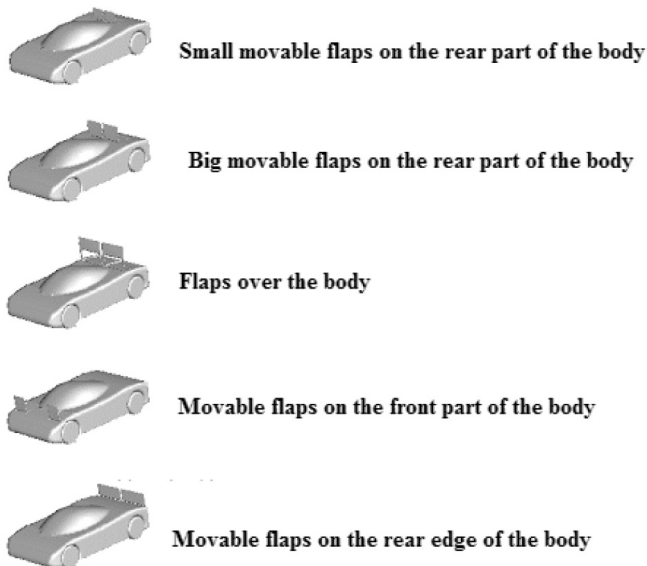 Small movable flaps on the rear part of the body
Big movable flaps on the rear part of the body
Flaps over the body
Movable flaps on the front part of the body
Movable flaps on the rear edge of the body